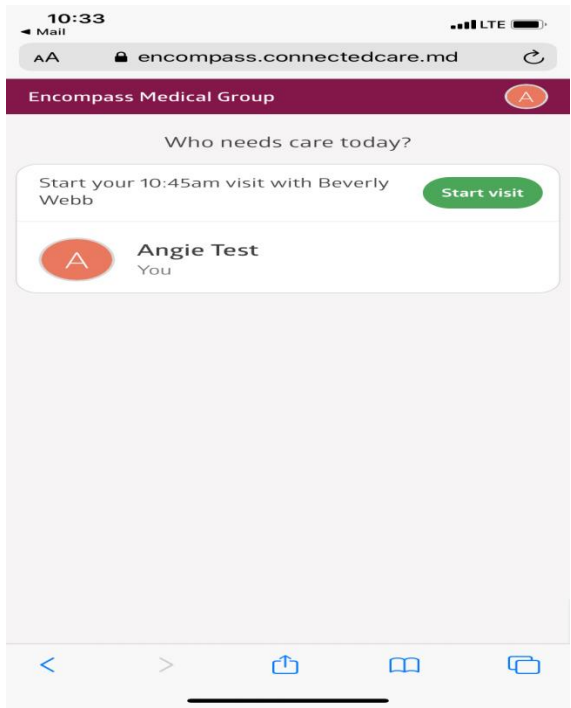 10:33
◄ Mail
LTE
AA encompass.connectedcare.md
Encompass Medical Group
A
Who needs care today?
Start your 10:45am visit with Beverly
Webb
Start visit
A
Angie Test
You